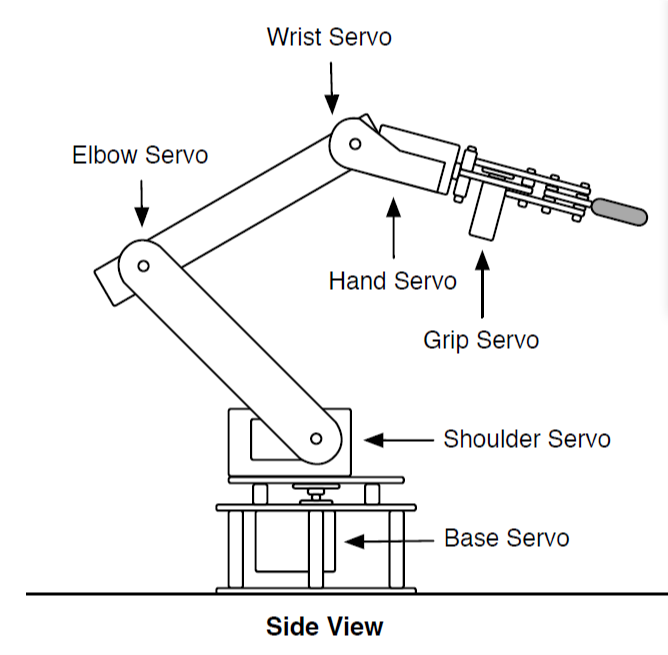 Wrist Servo
Elbow Servo
Hand Servo
Grip Servo
Shoulder Servo
Base Servo
Side View